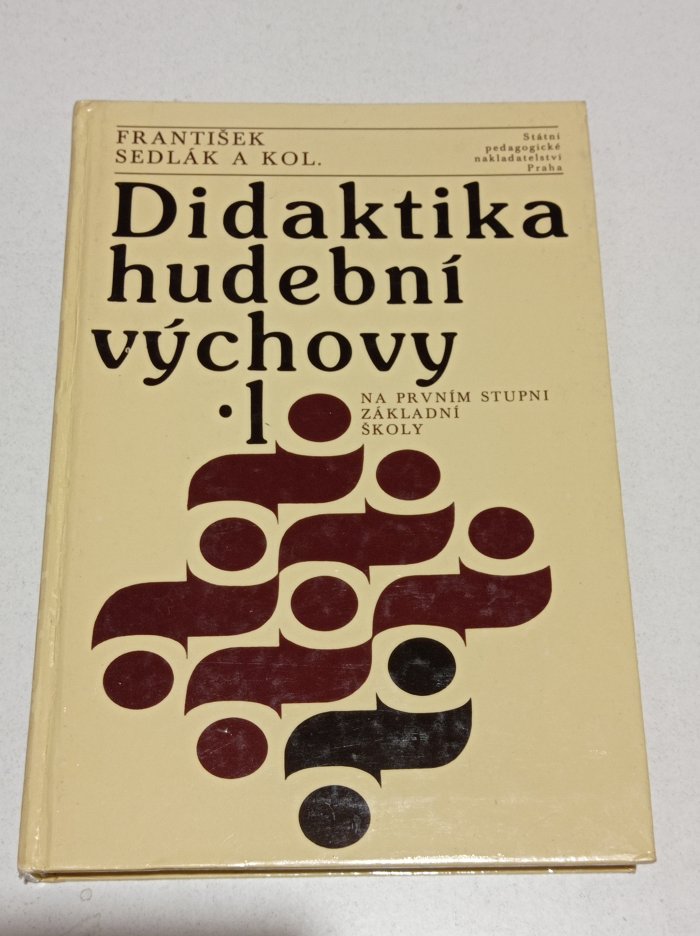 FRANTIŠEK
SEDLÁK A KOL.
Státní
pedagogické
nakladatelství
Praha
Didaktika
hudební
výchovy
·1
NA PRVNÍM STUPNI
ZÁKLADNÍ
ŠKOLY